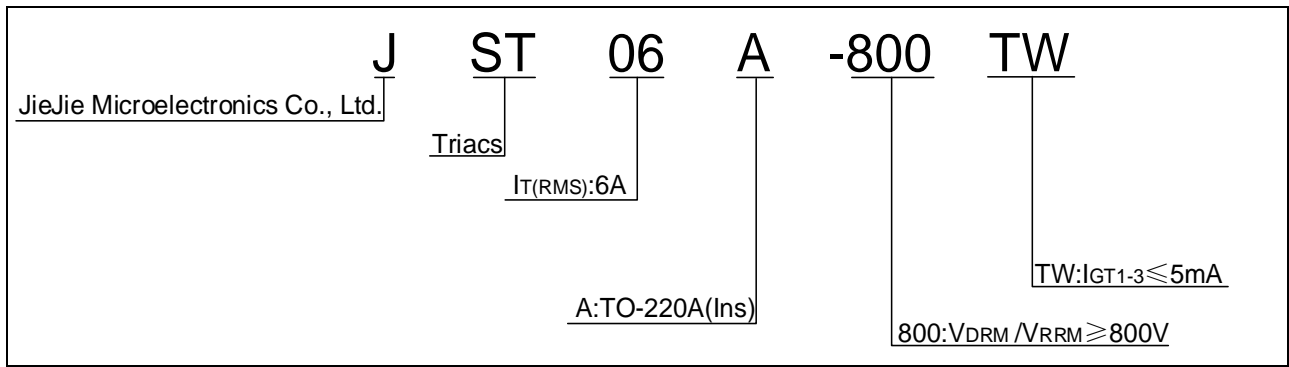 J ST 06 A -800 TW
JieJie Microelectronics Co., Ltd.
Triacs
IT(RMS):6A
TW:IGT1-3≤5mA
A:TO-220A(Ins)
800:VDRM /VRRM≥800V